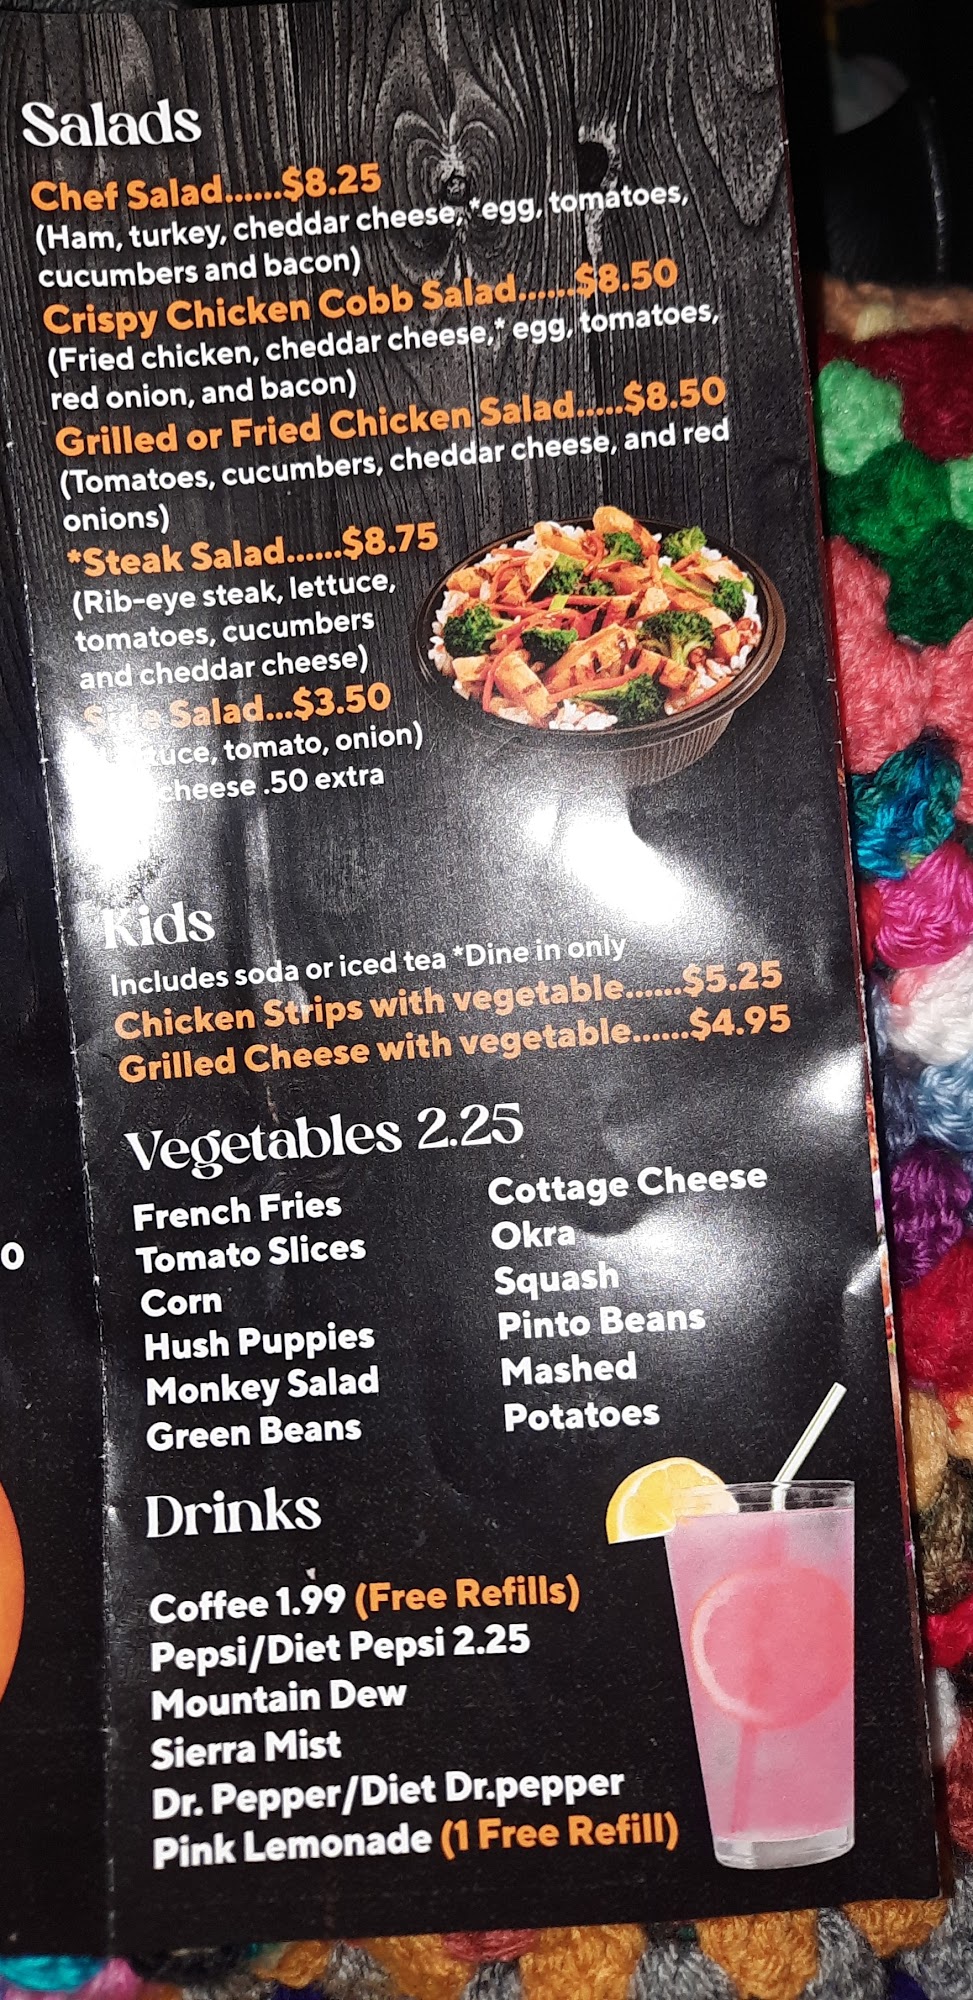 Salads
Chef Salad......$8.25
(Ham, turkey, cheddar cheese, *egg, tomatoes,
cucumbers and bacon)
Crispy Chicken Cobb Salad......$8.50
(Fried chicken, cheddar cheese,* egg, tomatoes,
red onion, and bacon)
Grilled or Fried Chicken Salad.....$8.50
(Tomatoes, cucumbers, cheddar cheese, and red
onions)
*Steak Salad......$8.75
(Rib-eye steak, lettuce,
tomatoes, cucumbers
and cheddar cheese)
Side Salad...$3.50
tomato, onion)
cheese .50 extra
Kids
Includes soda or iced tea *Dine in only
Chicken Strips with vegetable.......$5.25
Grilled Cheese with vegetable......$4.95
Vegetables 2.25
French Fries
Tomato Slices
Corn
Hush Puppies
Monkey Salad
Green Beans
Cottage Cheese
Okra
Squash
Pinto Beans
Mashed
Potatoes
0
Drinks
Coffee 1.99 (Free Refills)
Pepsi/Diet Pepsi 2.25
Mountain Dew
Sierra Mist
Dr. Pepper/Diet Dr.pepper
Pink Lemonade (1 Free Refill)